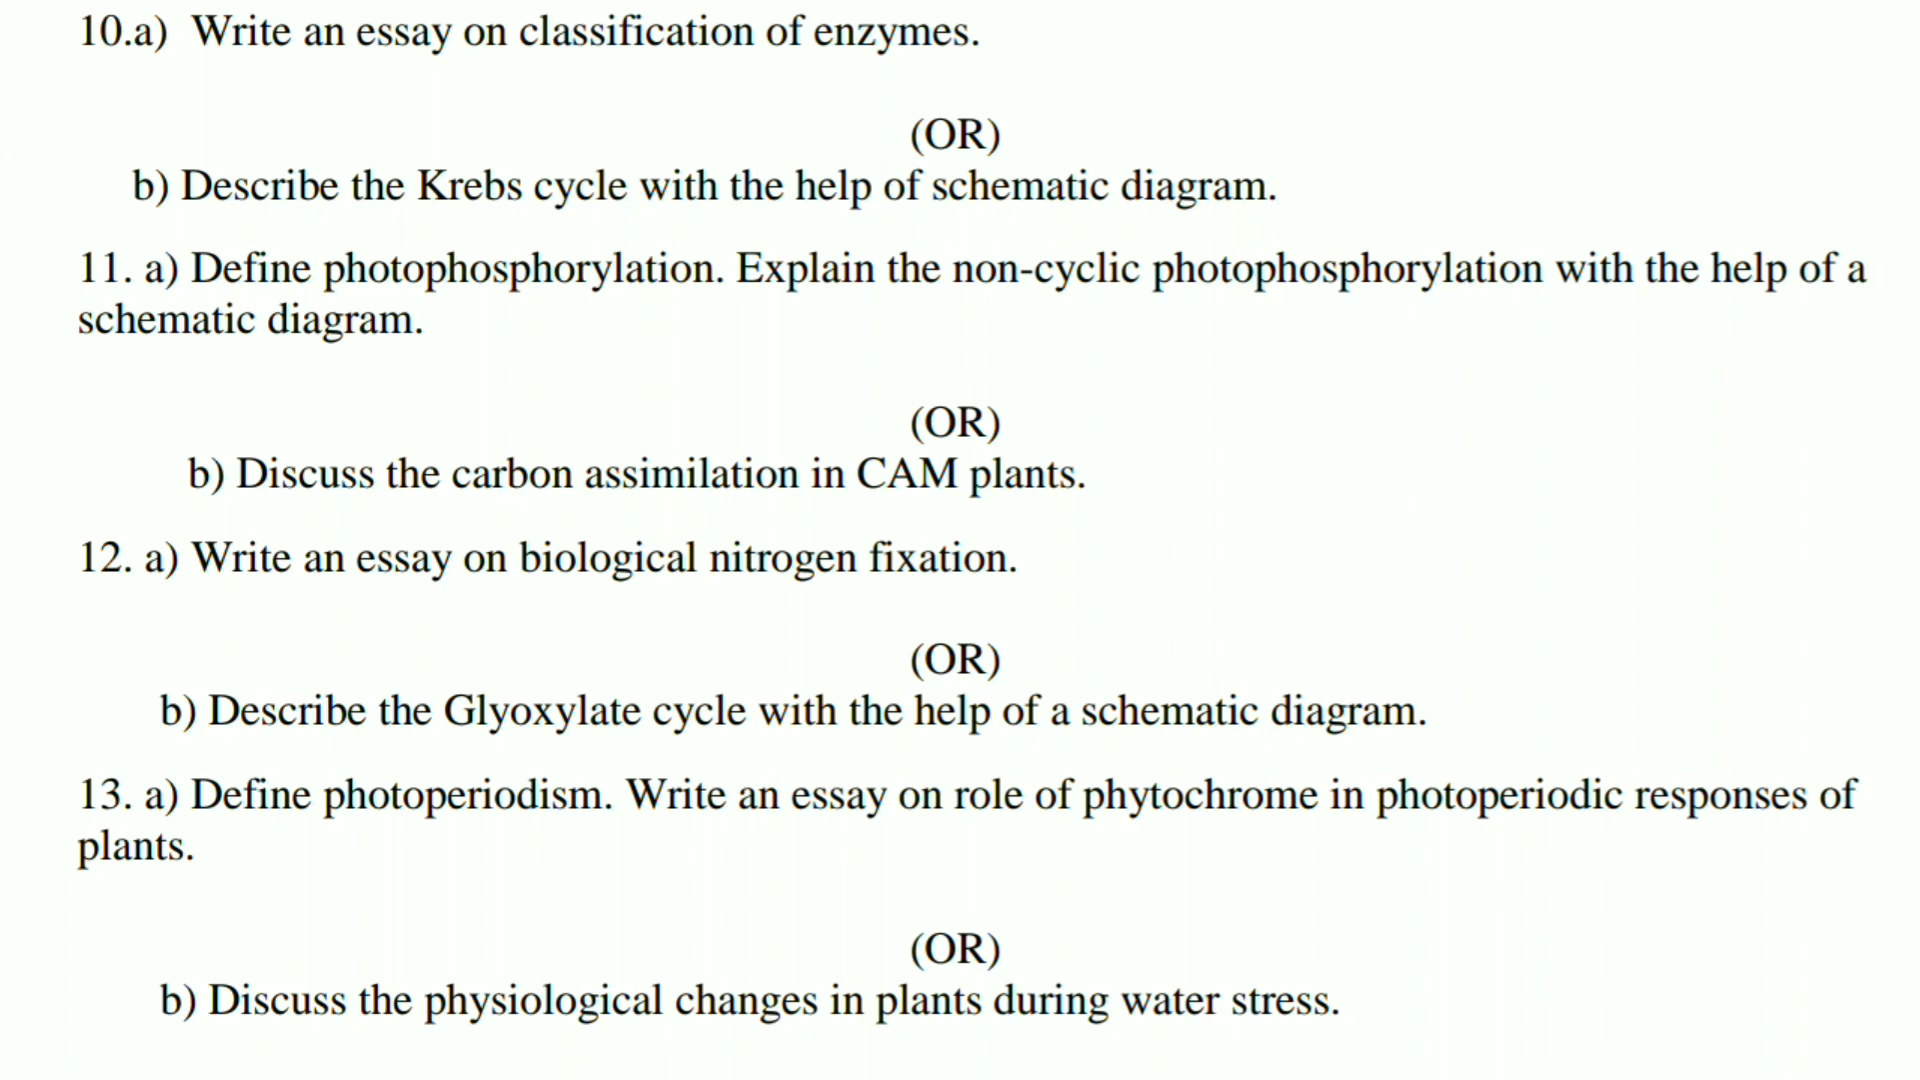 10.a) Write an essay on classification of enzymes.
(OR)
b) Describe the Krebs cycle with the help of schematic diagram.
11. a) Define photophosphorylation. Explain the non-cyclic photophosphorylation with the help of a
schematic diagram.
(OR)
b) Discuss the carbon assimilation in CAM plants.
12. a) Write an essay on biological nitrogen fixation.
(OR)
b) Describe the Glyoxylate cycle with the help of a schematic diagram.
13. a) Define photoperiodism. Write an essay on role of phytochrome in photoperiodic responses of
plants.
(OR)
b) Discuss the physiological changes in plants during water stress.